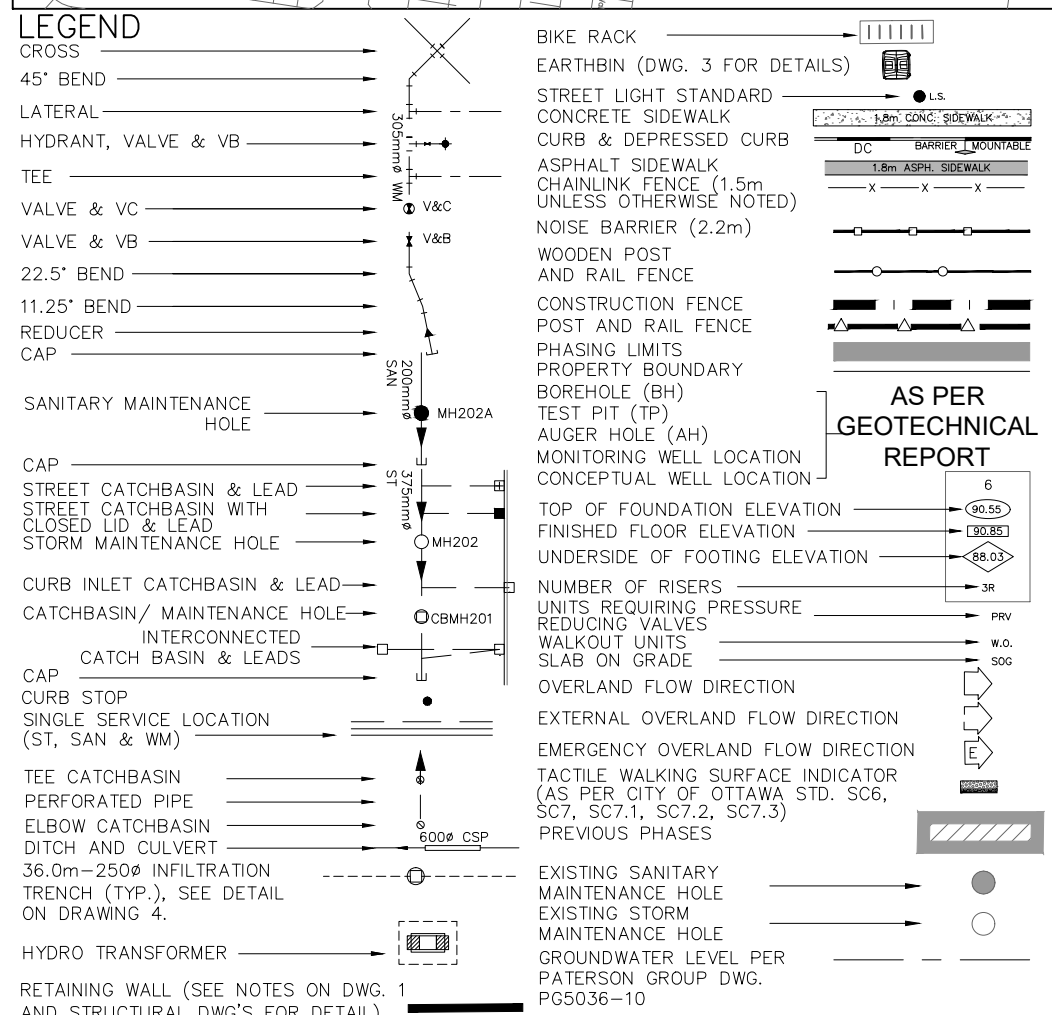 LEGEND
CROSS
45° BEND
LATERAL
HYDRANT, VALVE & VB
TEE
VALVE & VC
VALVE & VB
22.5° BEND
11.25° BEND
REDUCER
CAP
SANITARY MAINTENANCE
HOLE
CAP
STREET CATCHBASIN & LEAD
STREET CATCHBASIN WITH
CLOSED LID & LEAD
STORM MAINTENANCE HOLE
CURB INLET CATCHBASIN & LEAD
CATCHBASIN/ MAINTENANCE HOLE
INTERCONNECTED
CATCH BASIN & LEADS
CAP
CURB STOP
SINGLE SERVICE LOCATION
(ST, SAN & WM)
TEE CATCHBASIN
PERFORATED PIPE
ELBOW CATCHBASIN
DITCH AND CULVERT
36.0m-250ø INFILTRATION
TRENCH (TYP.), SEE DETAIL
ON DRAWING 4.
HYDRO TRANSFORMER
RETAINING WALL (SEE NOTES ON DWG. 1
AND STRUCTURAL DWG'S FOR DETAIL)
305mmø WM
V&C
V&B
200mmø
SAN
MH202A
375mmø
ST
MH202
CBMH201
600ø CSP
BIKE RACK
EARTHBIN (DWG. 3 FOR DETAILS)
STREET LIGHT STANDARD
L.S.
CONCRETE SIDEWALK
1.8m CONC. SIDEWALK
CURB & DEPRESSED CURB
DC
BARRIER
MOUNTABLE
ASPHALT SIDEWALK
1.8m ASPH. SIDEWALK
CHAINLINK FENCE (1.5m
UNLESS OTHERWISE NOTED)
X X X
NOISE BARRIER (2.2m)
WOODEN POST
AND RAIL FENCE
CONSTRUCTION FENCE
POST AND RAIL FENCE
PHASING LIMITS
PROPERTY BOUNDARY
BOREHOLE (BH)
TEST PIT (TP)
AUGER HOLE (AH)
MONITORING WELL LOCATION
CONCEPTUAL WELL LOCATION
AS PER
GEOTECHNICAL
REPORT
6
TOP OF FOUNDATION ELEVATION
90.55
FINISHED FLOOR ELEVATION
90.85
UNDERSIDE OF FOOTING ELEVATION
88.03
NUMBER OF RISERS
3R
UNITS REQUIRING PRESSURE
REDUCING VALVES
PRV
WALKOUT UNITS
W.O.
SLAB ON GRADE
SOG
OVERLAND FLOW DIRECTION
EXTERNAL OVERLAND FLOW DIRECTION
EMERGENCY OVERLAND FLOW DIRECTION
E
TACTILE WALKING SURFACE INDICATOR
(AS PER CITY OF OTTAWA STD. SC6,
SC7, SC7.1, SC7.2, SC7.3)
PREVIOUS PHASES
EXISTING SANITARY
MAINTENANCE HOLE
EXISTING STORM
MAINTENANCE HOLE
GROUNDWATER LEVEL PER
PATERSON GROUP DWG.
PG5036-10